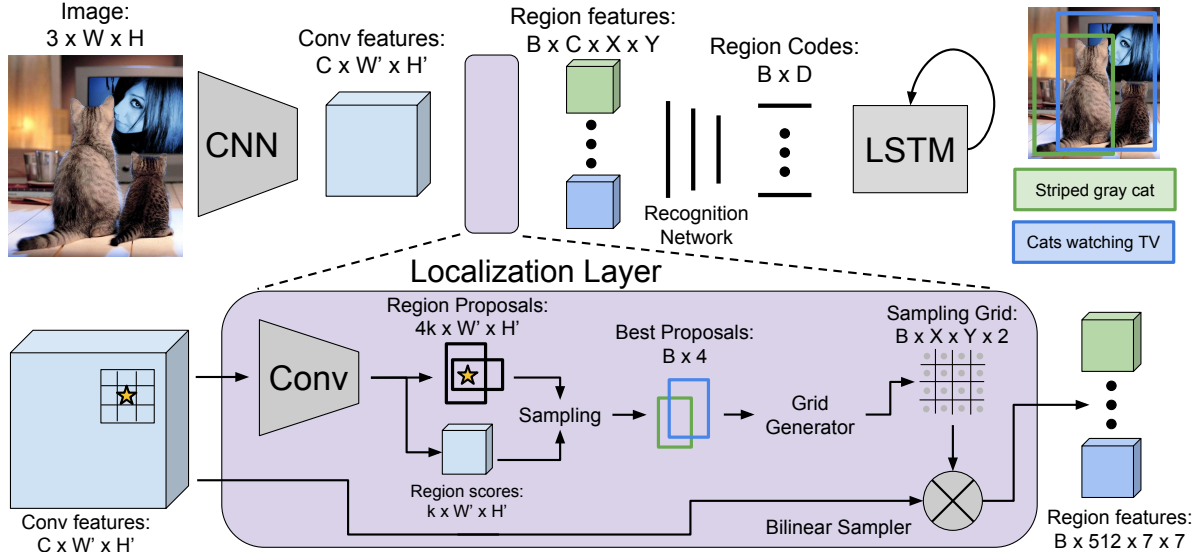 Image:
3 x W x H
Conv features:
C x W' x H'
Region features:
B x C x X x Y
Region Codes:
B x D
CNN
LSTM
Recognition
Network
Striped gray cat
Cats watching TV
Localization Layer
Region Proposals:
4k x W' x H'
Best Proposals:
B x 4
Sampling Grid:
B x X x Y x 2
Conv
Sampling
Grid
Generator
Region scores:
k x W' x H'
Bilinear Sampler
Conv features:
C x W' x H'
Region features:
B x 512 x 7 x 7